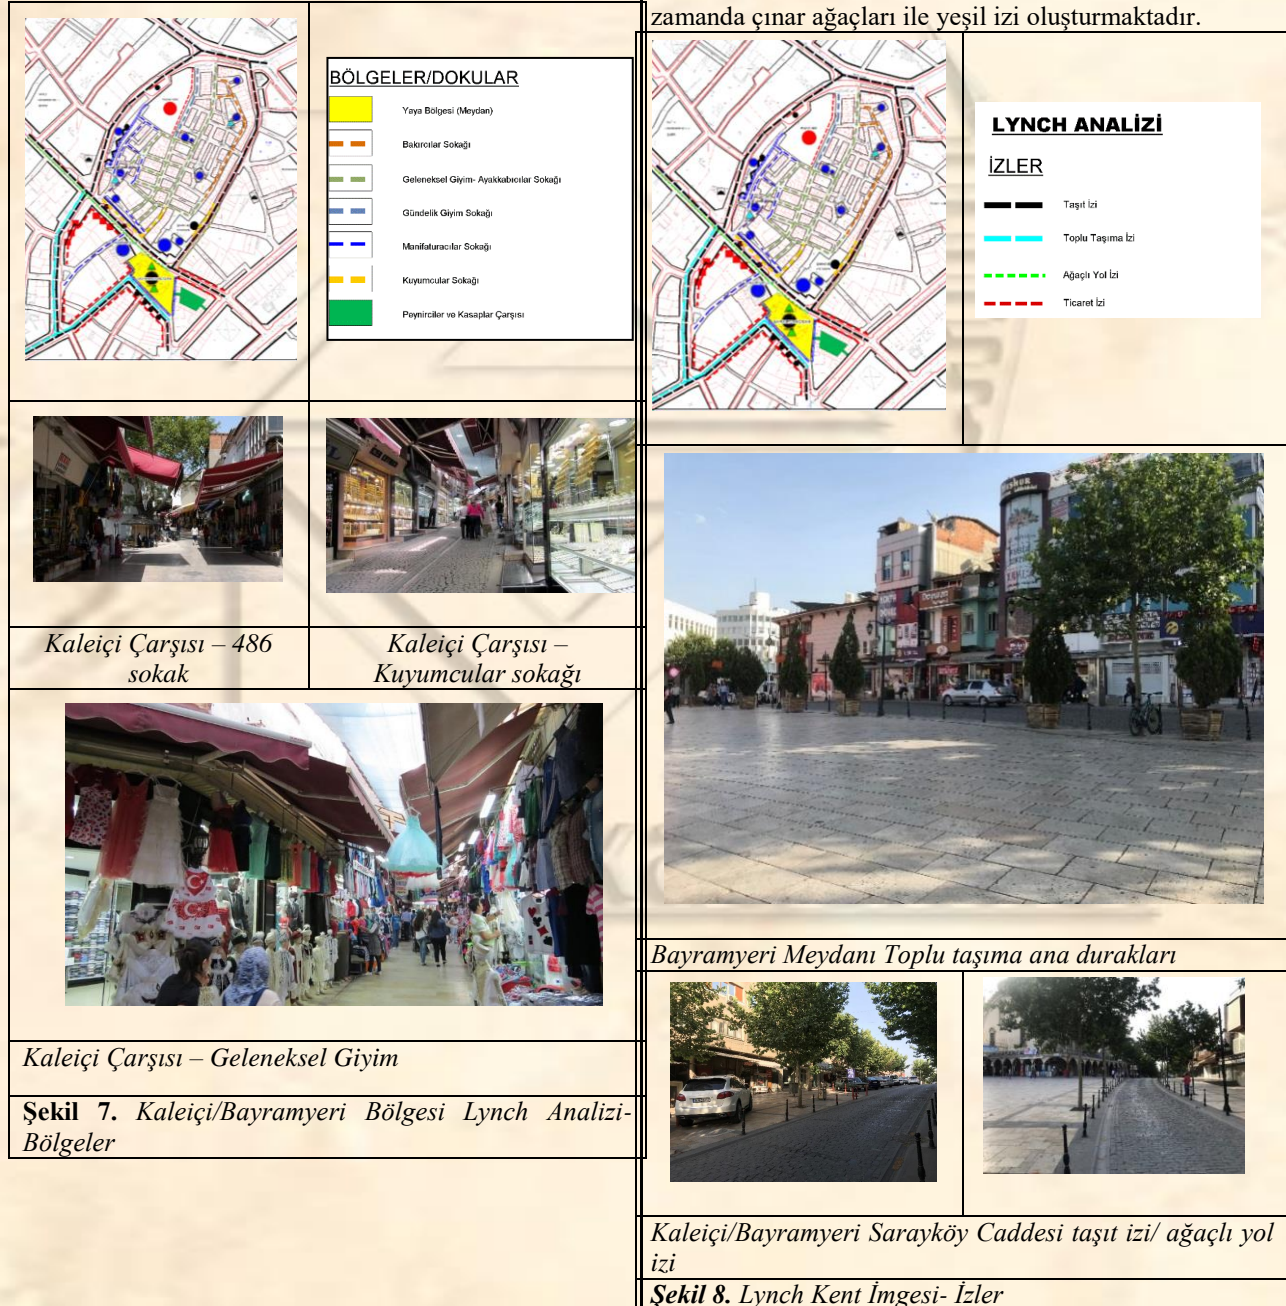 BÖLGELER/DOKULAR
Yaya Bölgesi (Meydan)
Bakırcılar Sokağı
Geleneksel Giyim- Ayakkabıcılar Sokağı
Gündelik Giyim Sokağı
Manifaturacılar Sokağı
Kuyumcular Sokağı
Peynirciler ve Kasaplar Çarşısı
Kaleiçi Çarşısı – 486
sokak
Kaleiçi Çarşısı –
Kuyumcular sokağı
Kaleiçi Çarşısı – Geleneksel Giyim
Şekil 7. Kaleiçi/Bayramyeri Bölgesi Lynch Analizi-
Bölgeler
zamanda çınar ağaçları ile yeşil izi oluşturmaktadır.
LYNCH ANALİZİ
İZLER
Taşıt İzi
Toplu Taşıma İzi
Ağaçlı Yol İzi
Ticaret İzi
Bayramyeri Meydanı Toplu taşıma ana durakları
Kaleiçi/Bayramyeri Sarayköy Caddesi taşıt izi/ ağaçlı yol
izi
Şekil 8. Lynch Kent İmgesi- İzler